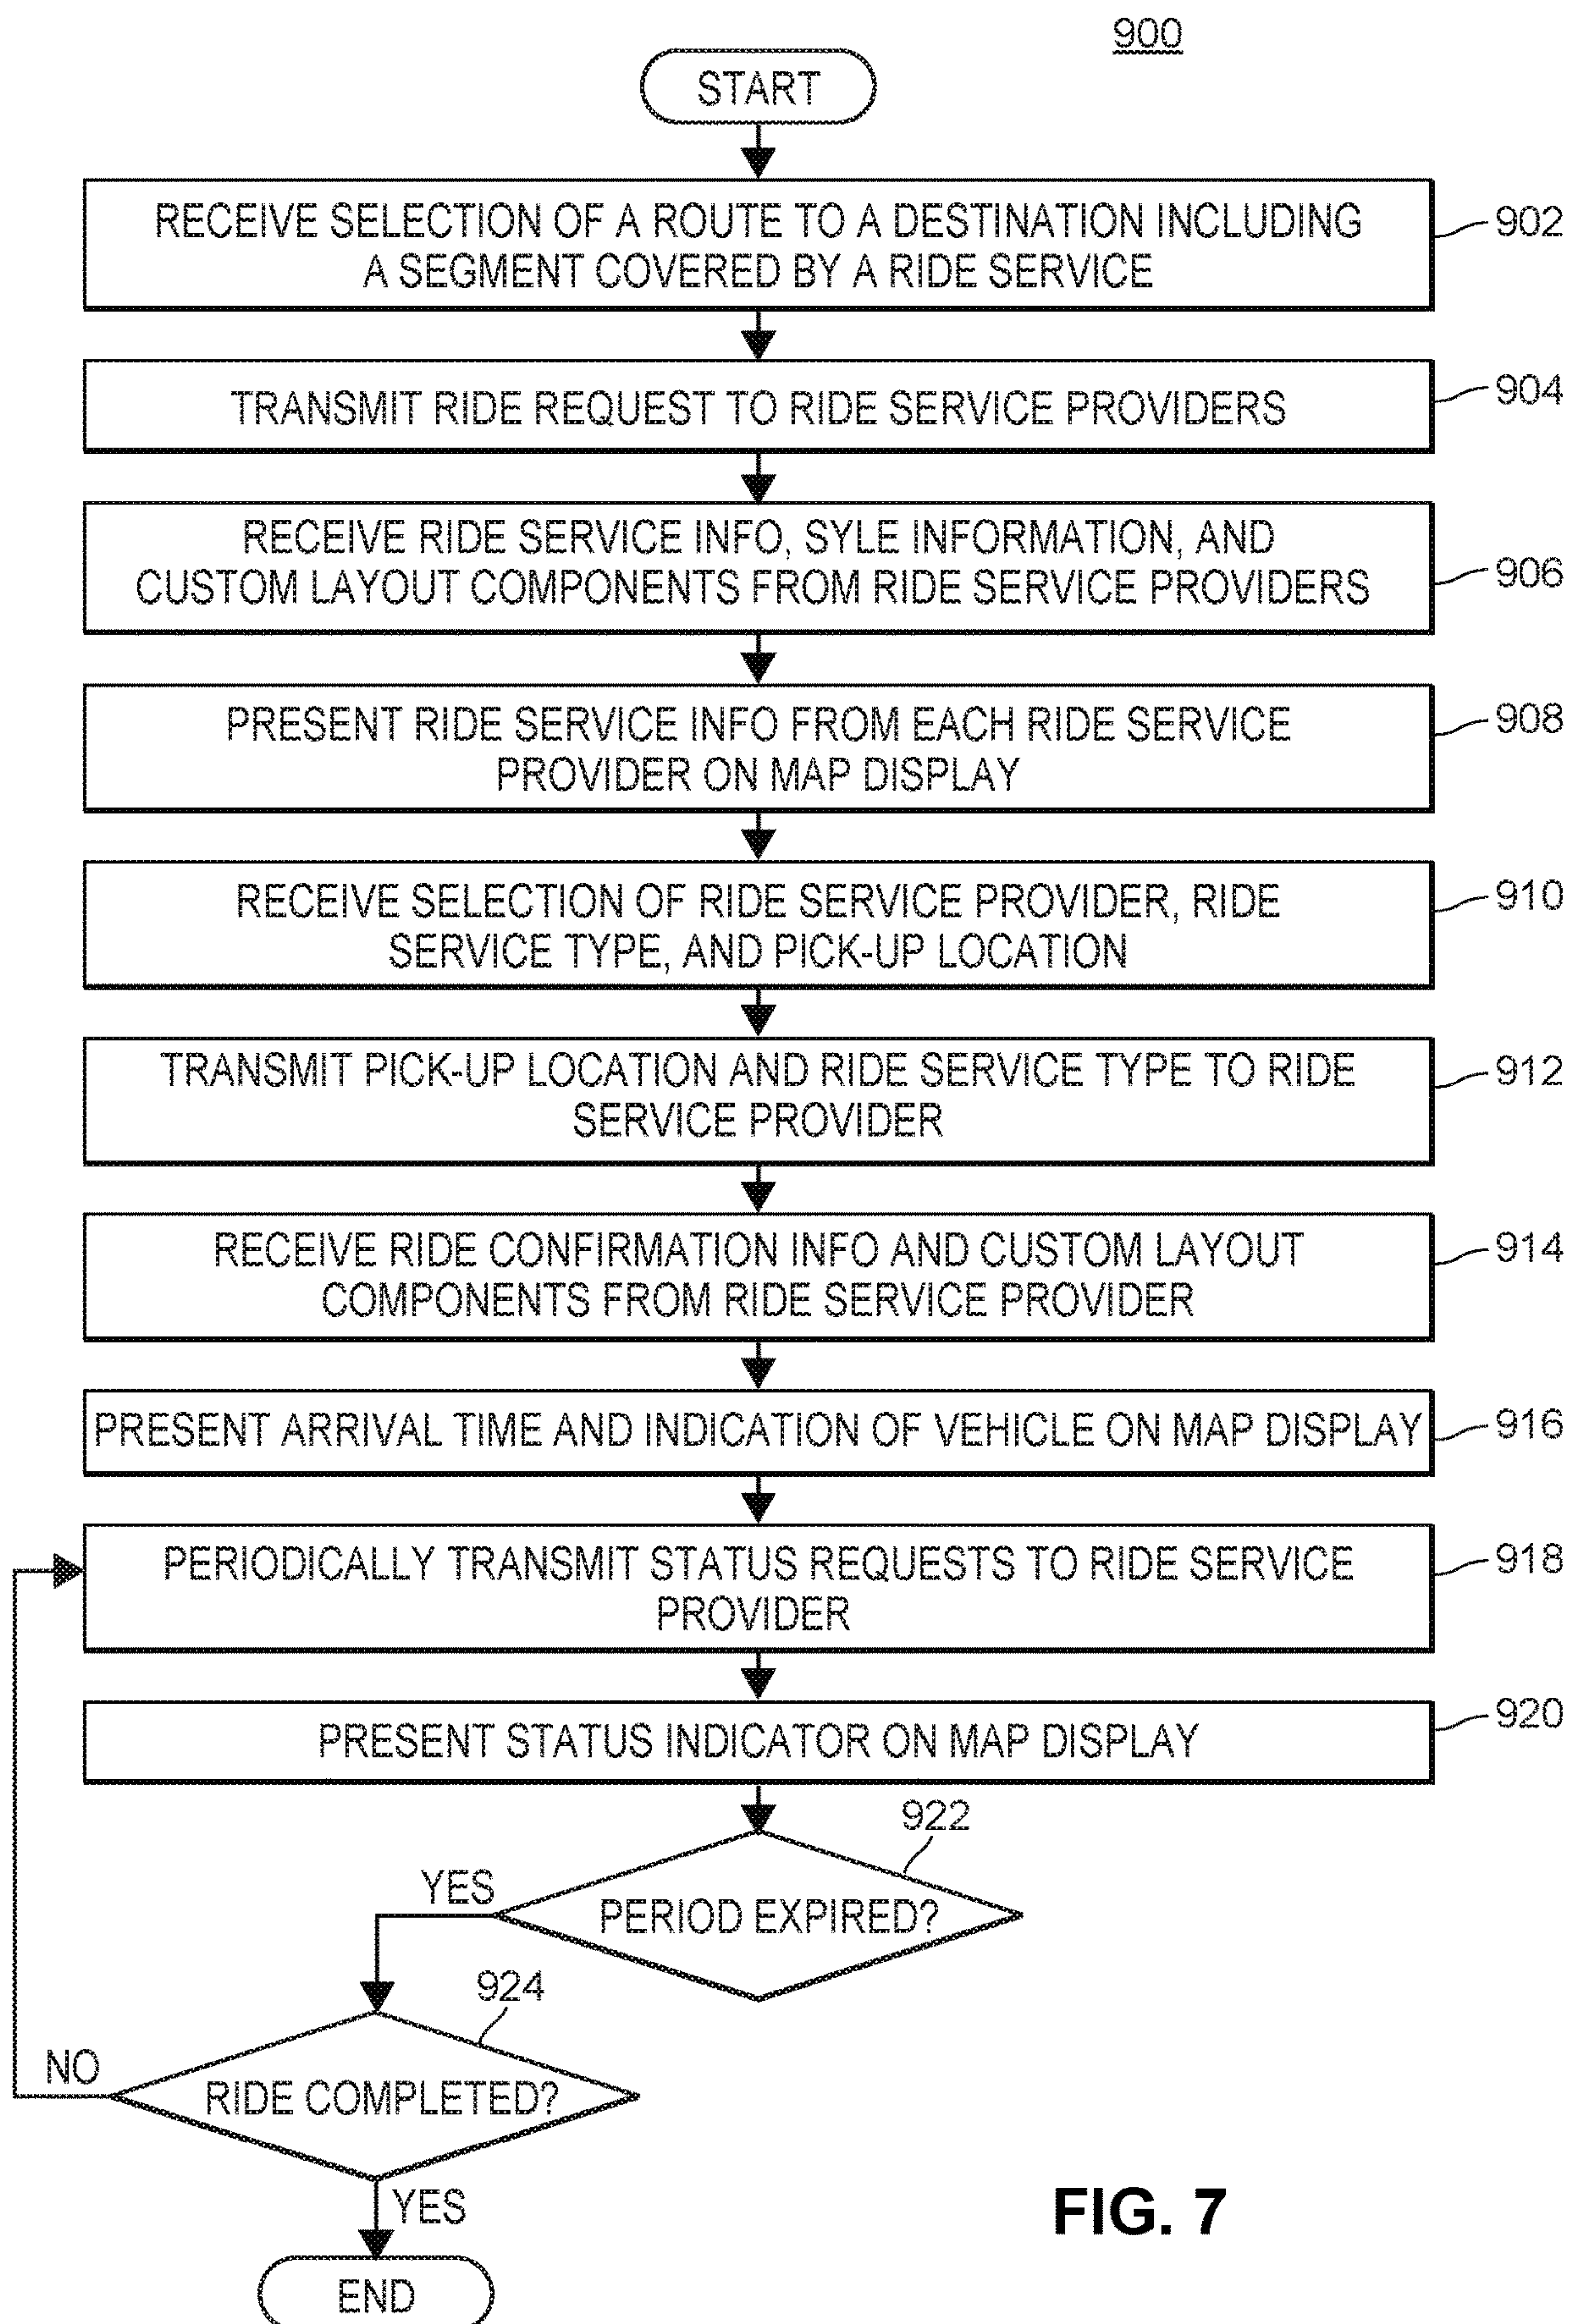 900
START
RECEIVE SELECTION OF A ROUTE TO A DESTINATION INCLUDING
A SEGMENT COVERED BY A RIDE SERVICE
902
TRANSMIT RIDE REQUEST TO RIDE SERVICE PROVIDERS
904
RECEIVE RIDE SERVICE INFO, SYLE INFORMATION, AND
CUSTOM LAYOUT COMPONENTS FROM RIDE SERVICE PROVIDERS
906
PRESENT RIDE SERVICE INFO FROM EACH RIDE SERVICE
PROVIDER ON MAP DISPLAY
908
RECEIVE SELECTION OF RIDE SERVICE PROVIDER, RIDE
SERVICE TYPE, AND PICK-UP LOCATION
910
TRANSMIT PICK-UP LOCATION AND RIDE SERVICE TYPE TO RIDE
SERVICE PROVIDER
912
RECEIVE RIDE CONFIRMATION INFO AND CUSTOM LAYOUT
COMPONENTS FROM RIDE SERVICE PROVIDER
914
PRESENT ARRIVAL TIME AND INDICATION OF VEHICLE ON MAP DISPLAY
916
PERIODICALLY TRANSMIT STATUS REQUESTS TO RIDE SERVICE
PROVIDER
918
PRESENT STATUS INDICATOR ON MAP DISPLAY
920
922
YES
PERIOD EXPIRED?
924
NO
RIDE COMPLETED?
YES
END
FIG. 7